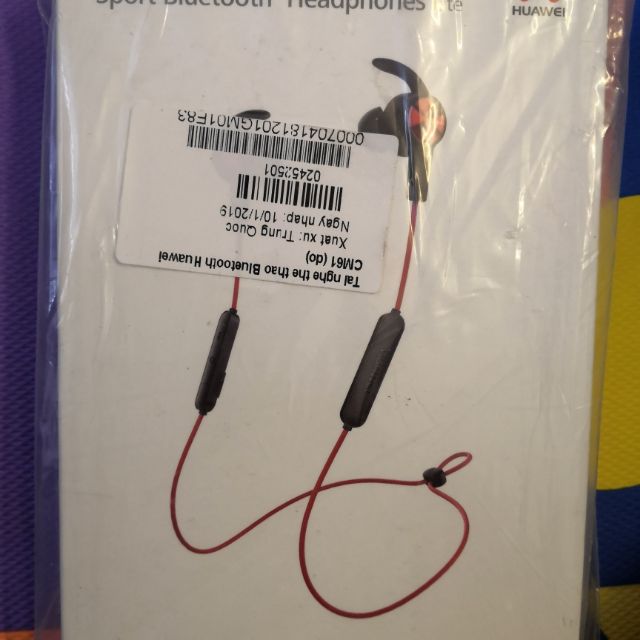 Sport Bluetooth® Headphones Lite
HUAWEI
Tai nghe the thao Bluetooth Huawei
CM61 (do)
Xuat xu: Trung Quoc
Ngay nhap: 10/1/2019
02452501
000704181201GM01F83